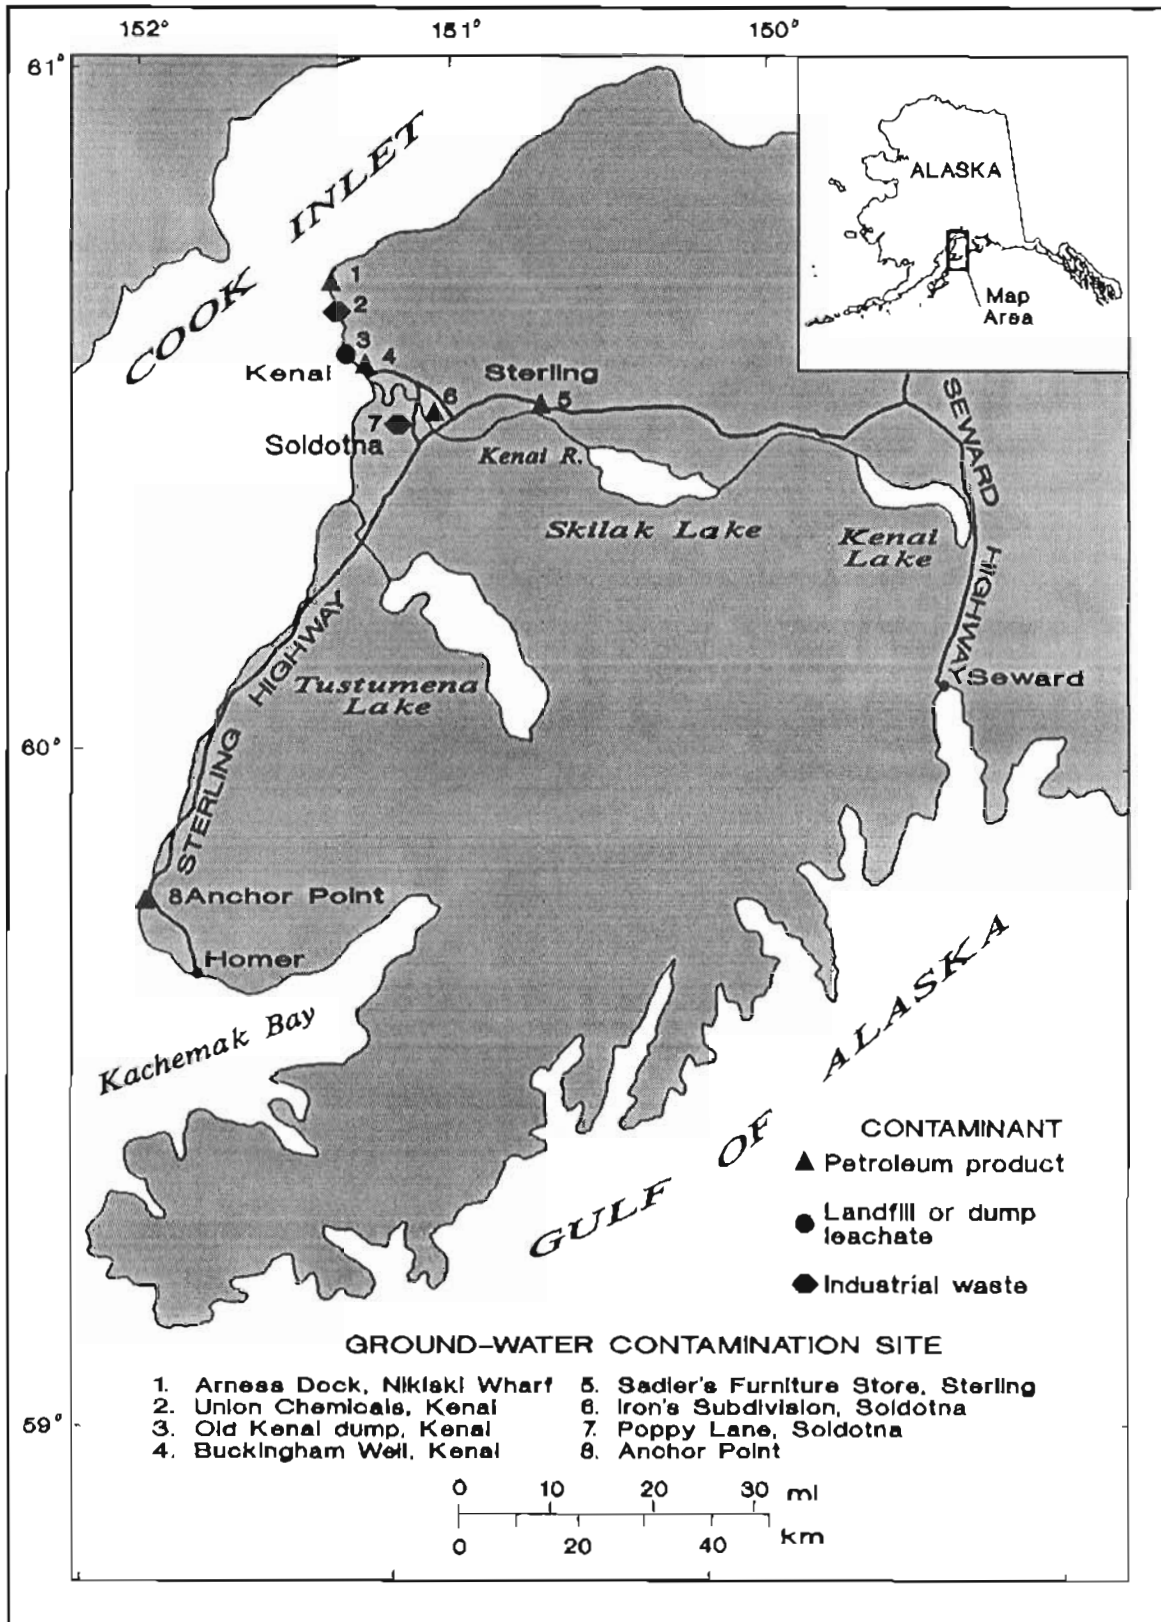 152° 151° 150°
61°
60°
59°
COOK INLET
ALASKA
Map
Area
1
2
3
4
Kenai
Sterling
5
6
7
Soldotna
Kenai R.
Skilak Lake
Kenai
Lake
SEWARD HIGHWAY
Seward
Tustumena
Lake
STERLING HIGHWAY
8 Anchor Point
Homer
Kachemak Bay
GULF OF ALASKA
CONTAMINANT
Petroleum product
Landfill or dump
leachate
Industrial waste
GROUND-WATER CONTAMINATION SITE
1. Arness Dock, Nikiski Wharf
2. Union Chemicals, Kenai
3. Old Kenai dump, Kenai
4. Buckingham Well, Kenai
5. Sadler's Furniture Store, Sterling
6. Iron's Subdivision, Soldotna
7. Poppy Lane, Soldotna
8. Anchor Point
0 10 20 30 mi
0 20 40 km